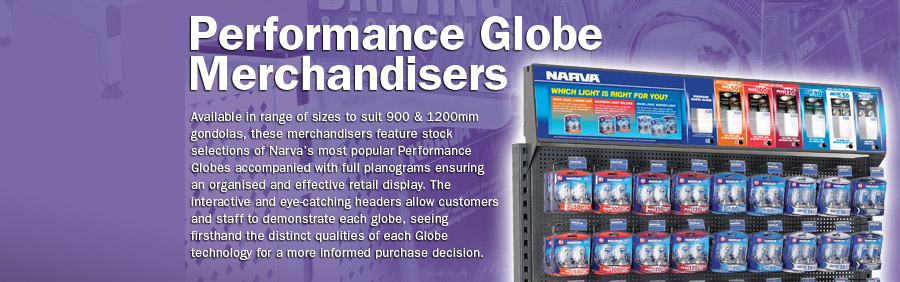 Performance Globe
Merchandisers
Available in range of sizes to suit 900 & 1200mm
gondolas, these merchandisers feature stock
selections of Narva's most popular Performance
Globes accompanied with full planograms ensuring
an organised and effective retail display. The
interactive and eye-catching headers allow customers
and staff to demonstrate each globe, seeing
firsthand the distinct qualities of each Globe
technology for a more informed purchase decision.
DRIVING
NARVA
WHICH LIGHT IS RIGHT FOR YOU?